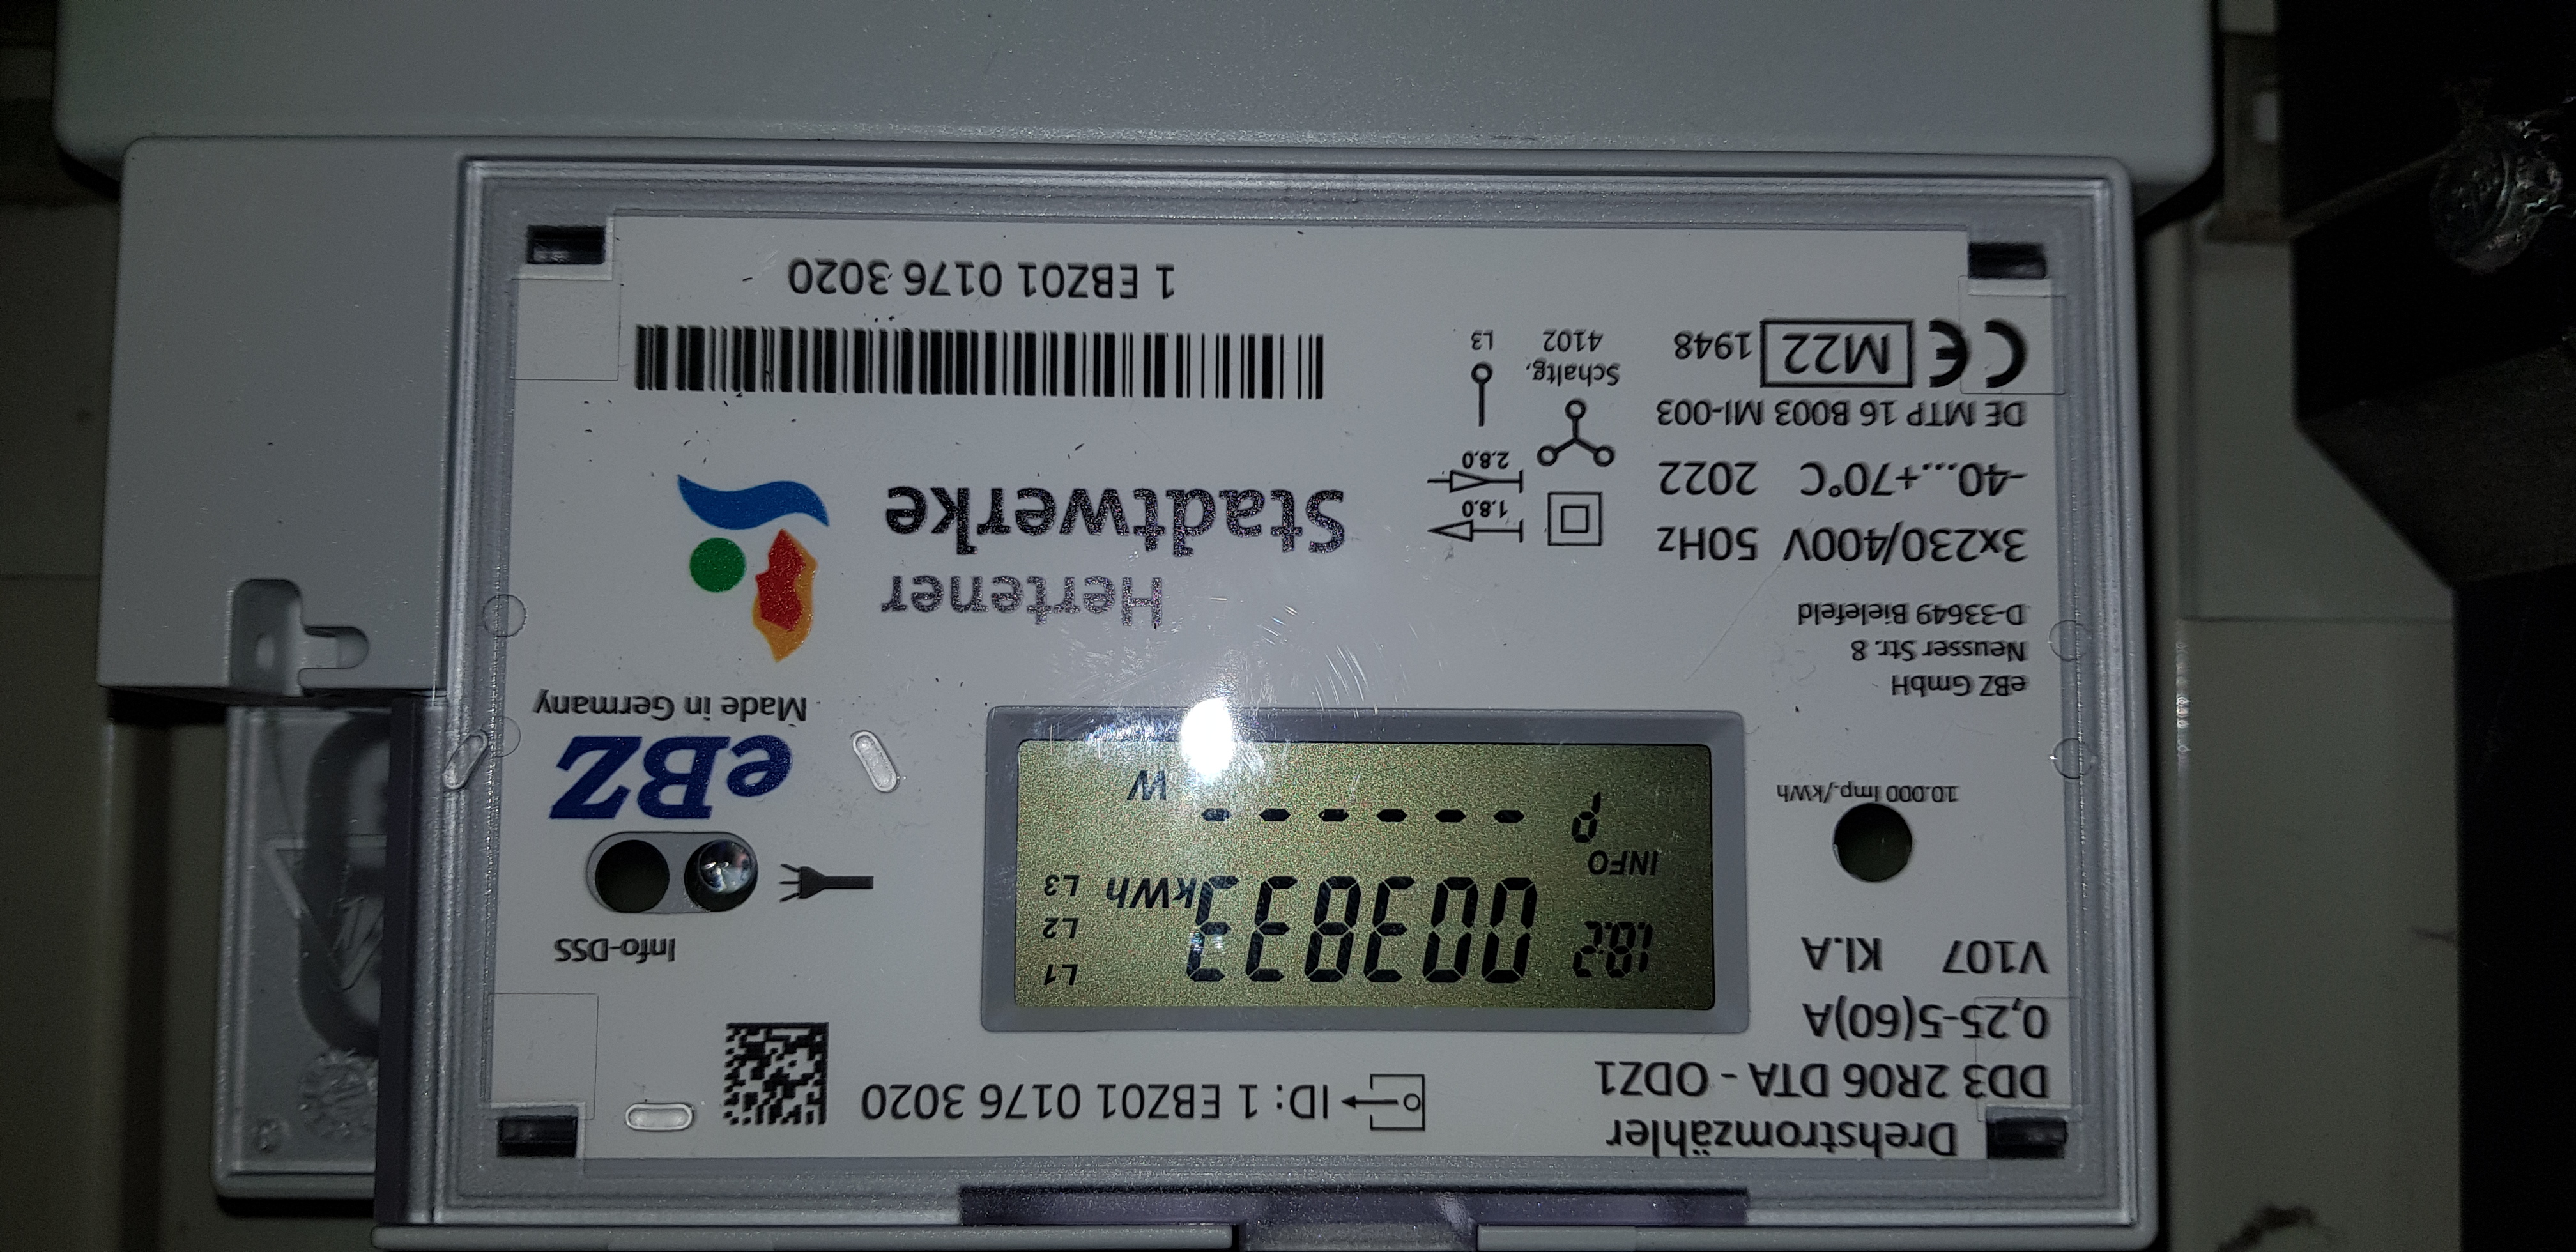 Drehstromzähler
DD3 2R06 DTA - ODZ1
0,25-5(60)A
V107 Kl.A
10.000 Imp./kWh
ID: 1 EBZ01 0176 3020
1.8.2 003833 kWh
L1
L2
L3
INFO
P ------ W
Info-DSS
eBZ
Made in Germany
eBZ GmbH
Neusser Str. 8
D-33649 Bielefeld
3x230/400V 50Hz
-40...+70°C 2022
DE MTP 16 B003 MI-003
CE M22 1948
1.8.0
2.8.0
Schaltg.
4102
L3
Hertener
Stadtwerke
1 EBZ01 0176 3020